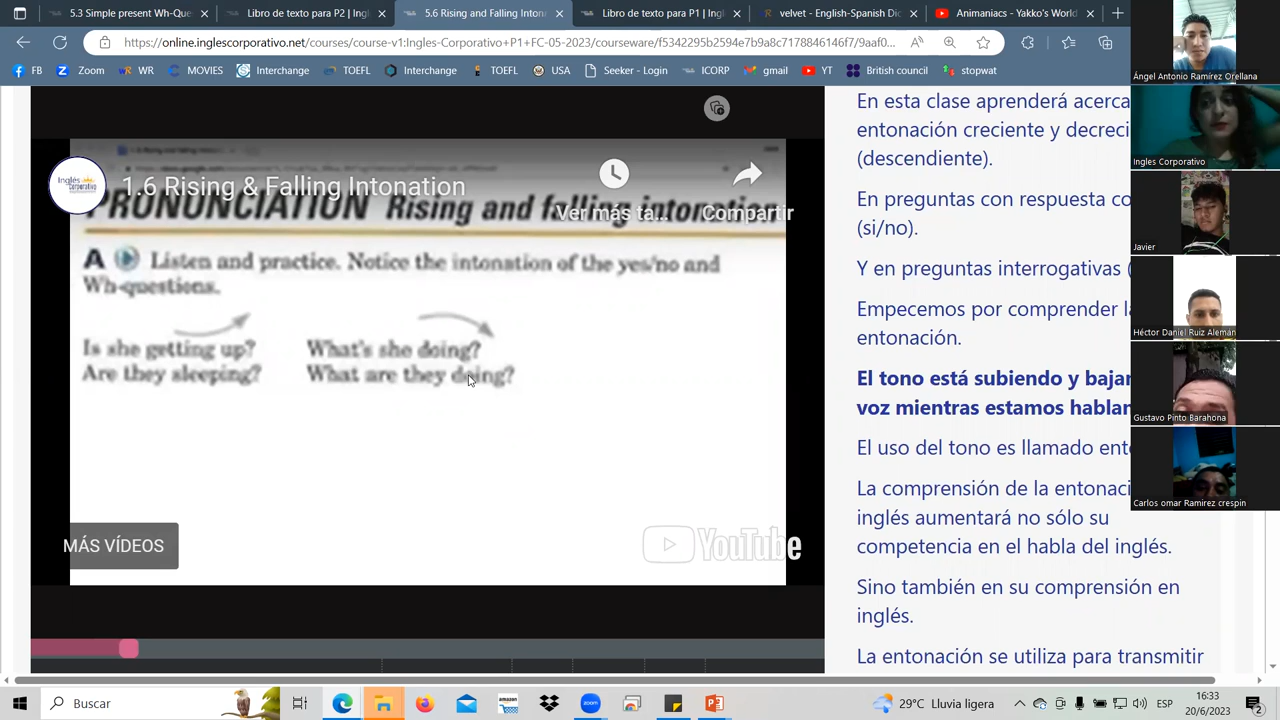 5.3 Simple present Wh-Que
Libro de texto para P2 | Ingl
5.6 Rising and Falling Intona
Libro de texto para P1 | Ingl
velvet - English-Spanish Dic
Animaniacs - Yakko's World
https://online.inglescorporativo.net/courses/course-v1:Ingles-Corporativo+P1+FC-05-2023/courseware/f5342295b2594e7b9a8c7178846146f7/9aaf0...
FB
Zoom
WR
MOVIES
Interchange
TOEFL
Interchange
TOEFL
USA
Seeker - Login
ICORP
gmail
YT
British council
stopwat
Inglés
Corporativo
1.6 Rising & Falling Intonation
Ver más ta...
Compartir
PRONUNCIATION Rising and falling intonation
A Listen and practice. Notice the intonation of the yes/no and
Wh-questions.
Is she getting up?
What's she doing?
Are they sleeping?
What are they doing?
MÁS VÍDEOS
YouTube
En esta clase aprenderá acerca
entonación creciente y decreci
(descendiente).
En preguntas con respuesta co
(si/no).
Y en preguntas interrogativas (
Empecemos por comprender la
entonación.
El tono está subiendo y bajan
voz mientras estamos hablan
El uso del tono es llamado ent
La comprensión de la entonaci
inglés aumentará no sólo su
competencia en el habla del inglés.
Sino también en su comprensión en
inglés.
La entonación se utiliza para transmitir
Ángel Antonio Ramírez Orellana
Ingles Corporativo
Javier
Héctor Daniel Ruiz Alemán
Gustavo Pinto Barahona
Carlos omar Ramirez crespin
Buscar
amazon
29°C Lluvia ligera
ESP
16:33
20/6/2023
2